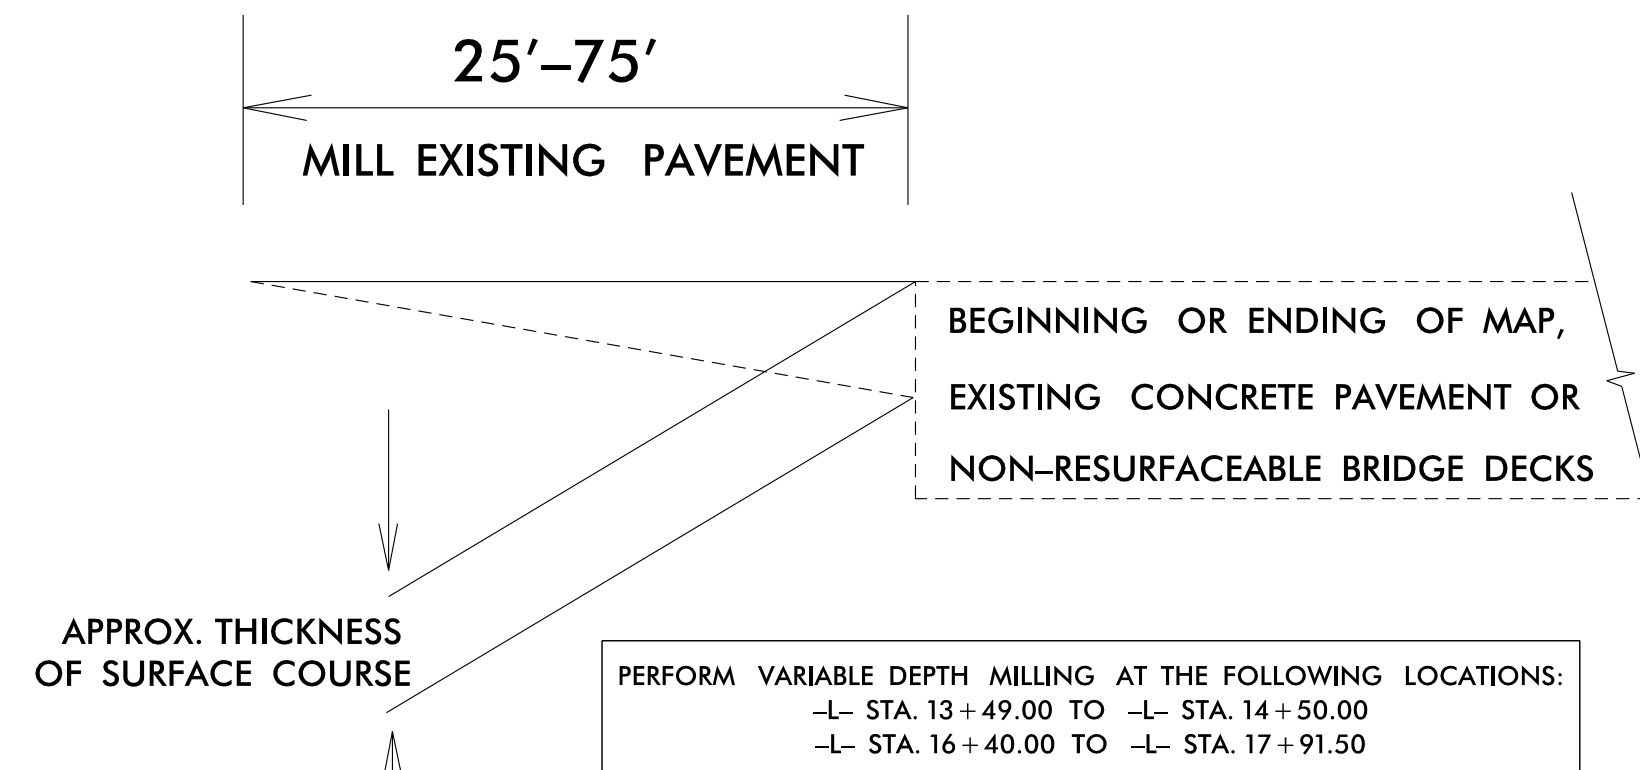 25'–75'
MILL EXISTING PAVEMENT
BEGINNING OR ENDING OF MAP,
EXISTING CONCRETE PAVEMENT OR
NON–RESURFACEABLE BRIDGE DECKS
APPROX. THICKNESS
OF SURFACE COURSE
PERFORM VARIABLE DEPTH MILLING AT THE FOLLOWING LOCATIONS:
–L– STA. 13+49.00 TO –L– STA. 14+50.00
–L– STA. 16+40.00 TO –L– STA. 17+91.50